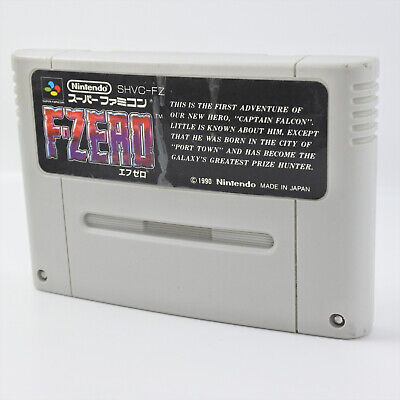 Nintendo SHVC-FZ
スーパーファミコン
F-ZERO™
エフゼロ
THIS IS THE FIRST ADVENTURE OF
OUR NEW HERO, "CAPTAIN FALCON".
LITTLE IS KNOWN ABOUT HIM, EXCEPT
THAT HE WAS BORN IN THE CITY OF
"PORT TOWN" AND HAS BECOME THE
GALAXY'S GREATEST PRIZE HUNTER.
©1990 Nintendo MADE IN JAPAN